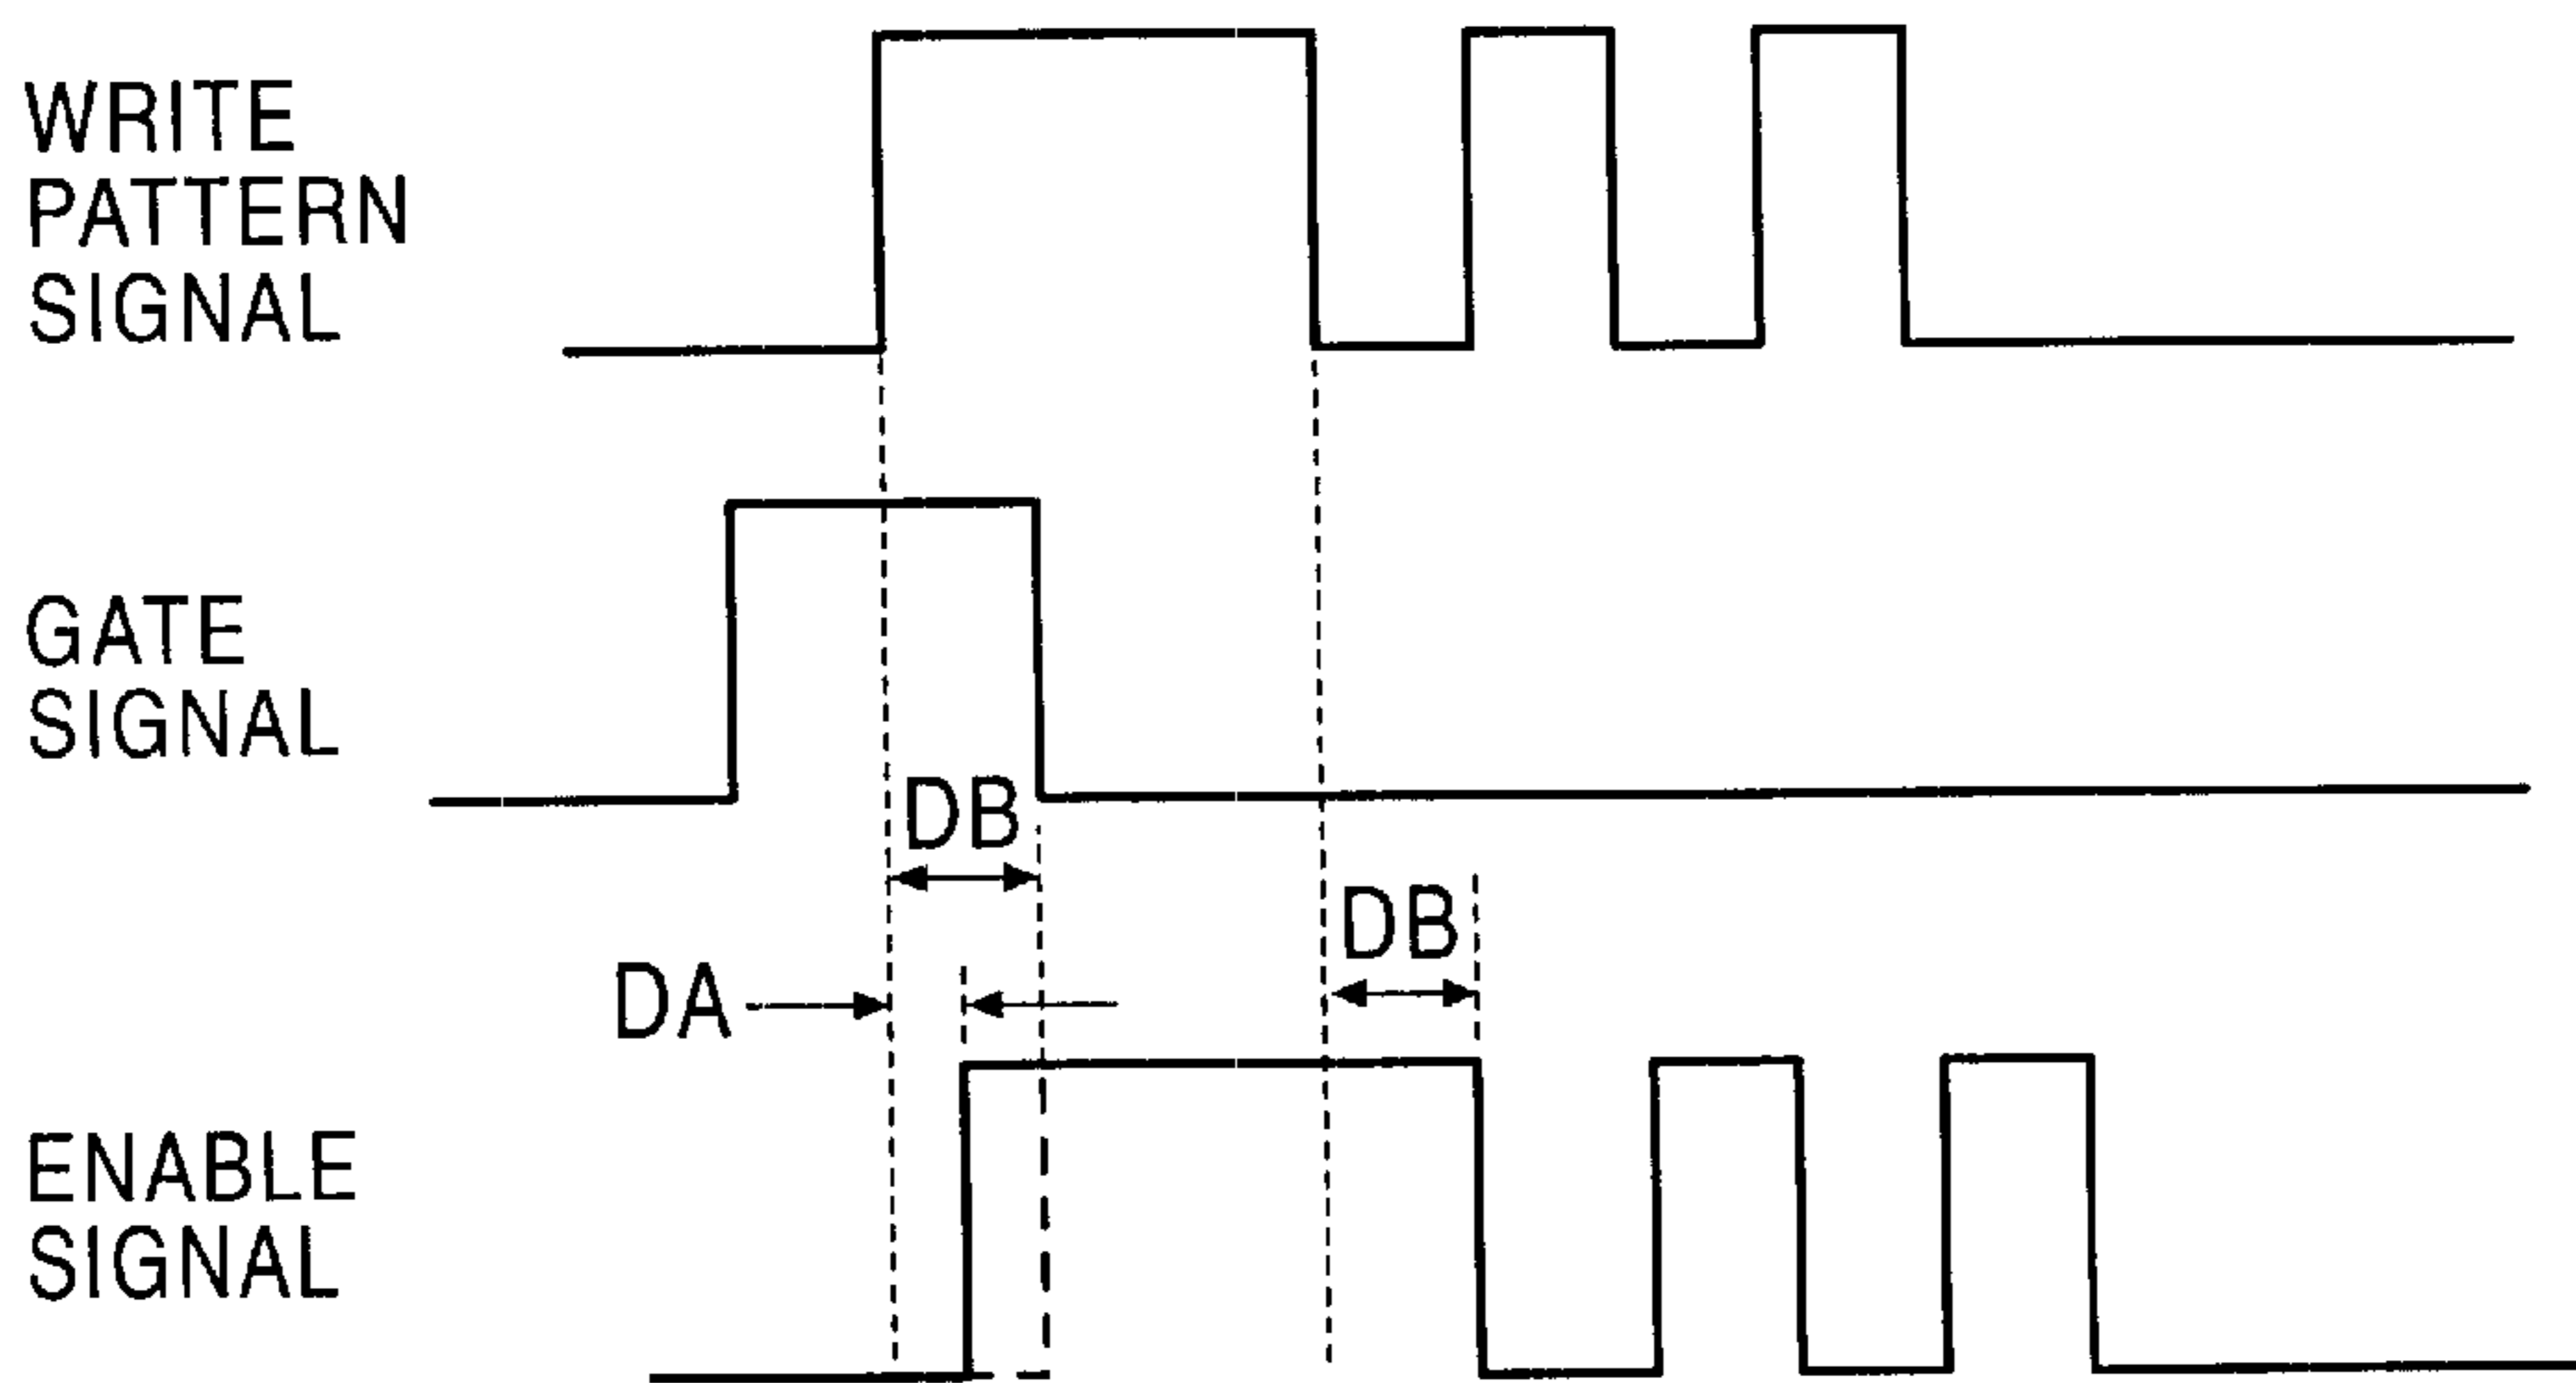 WRITE
PATTERN
SIGNAL
GATE
SIGNAL
DB
DB
DA
ENABLE
SIGNAL